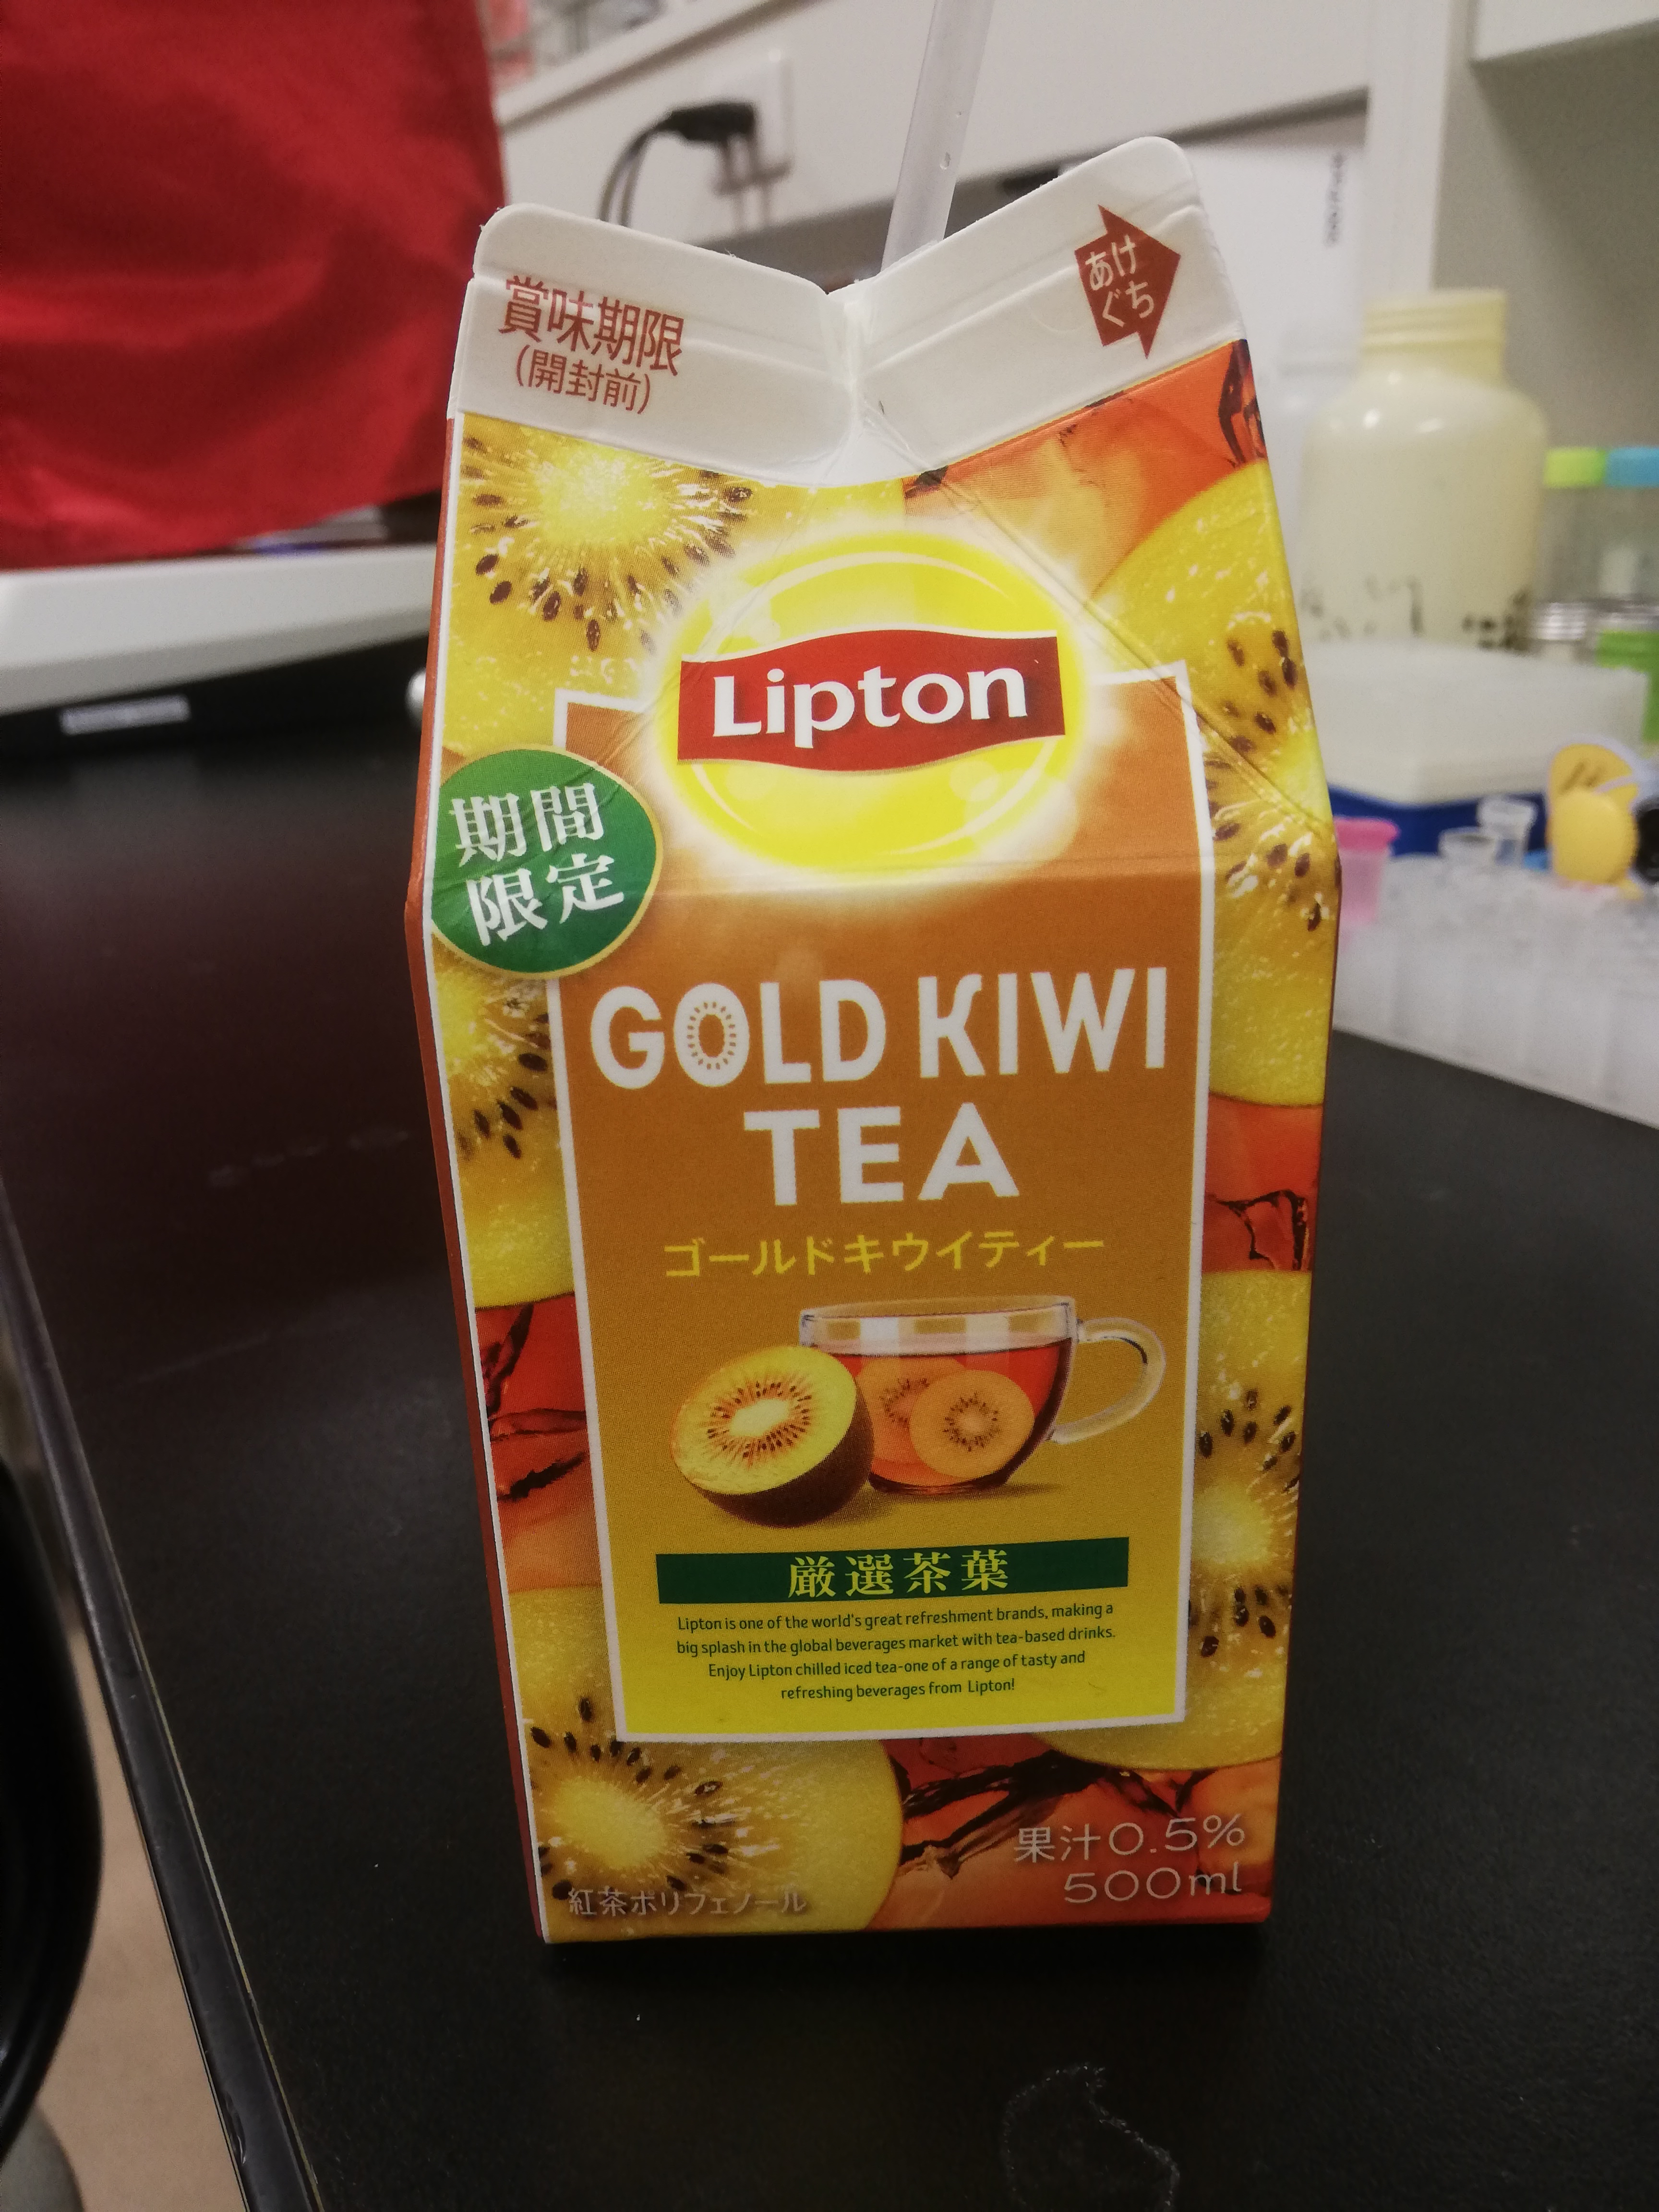 賞味期限
(開封前)
あけ
ぐち
Lipton
期間
限定
GOLD KIWI
TEA
ゴールドキウイティー
厳選茶葉
Lipton is one of the world's great refreshment brands, making a
big splash in the global beverages market with tea-based drinks.
Enjoy Lipton chilled iced tea-one of a range of tasty and
refreshing beverages from Lipton!
果汁0.5%
500ml
紅茶ポリフェノール